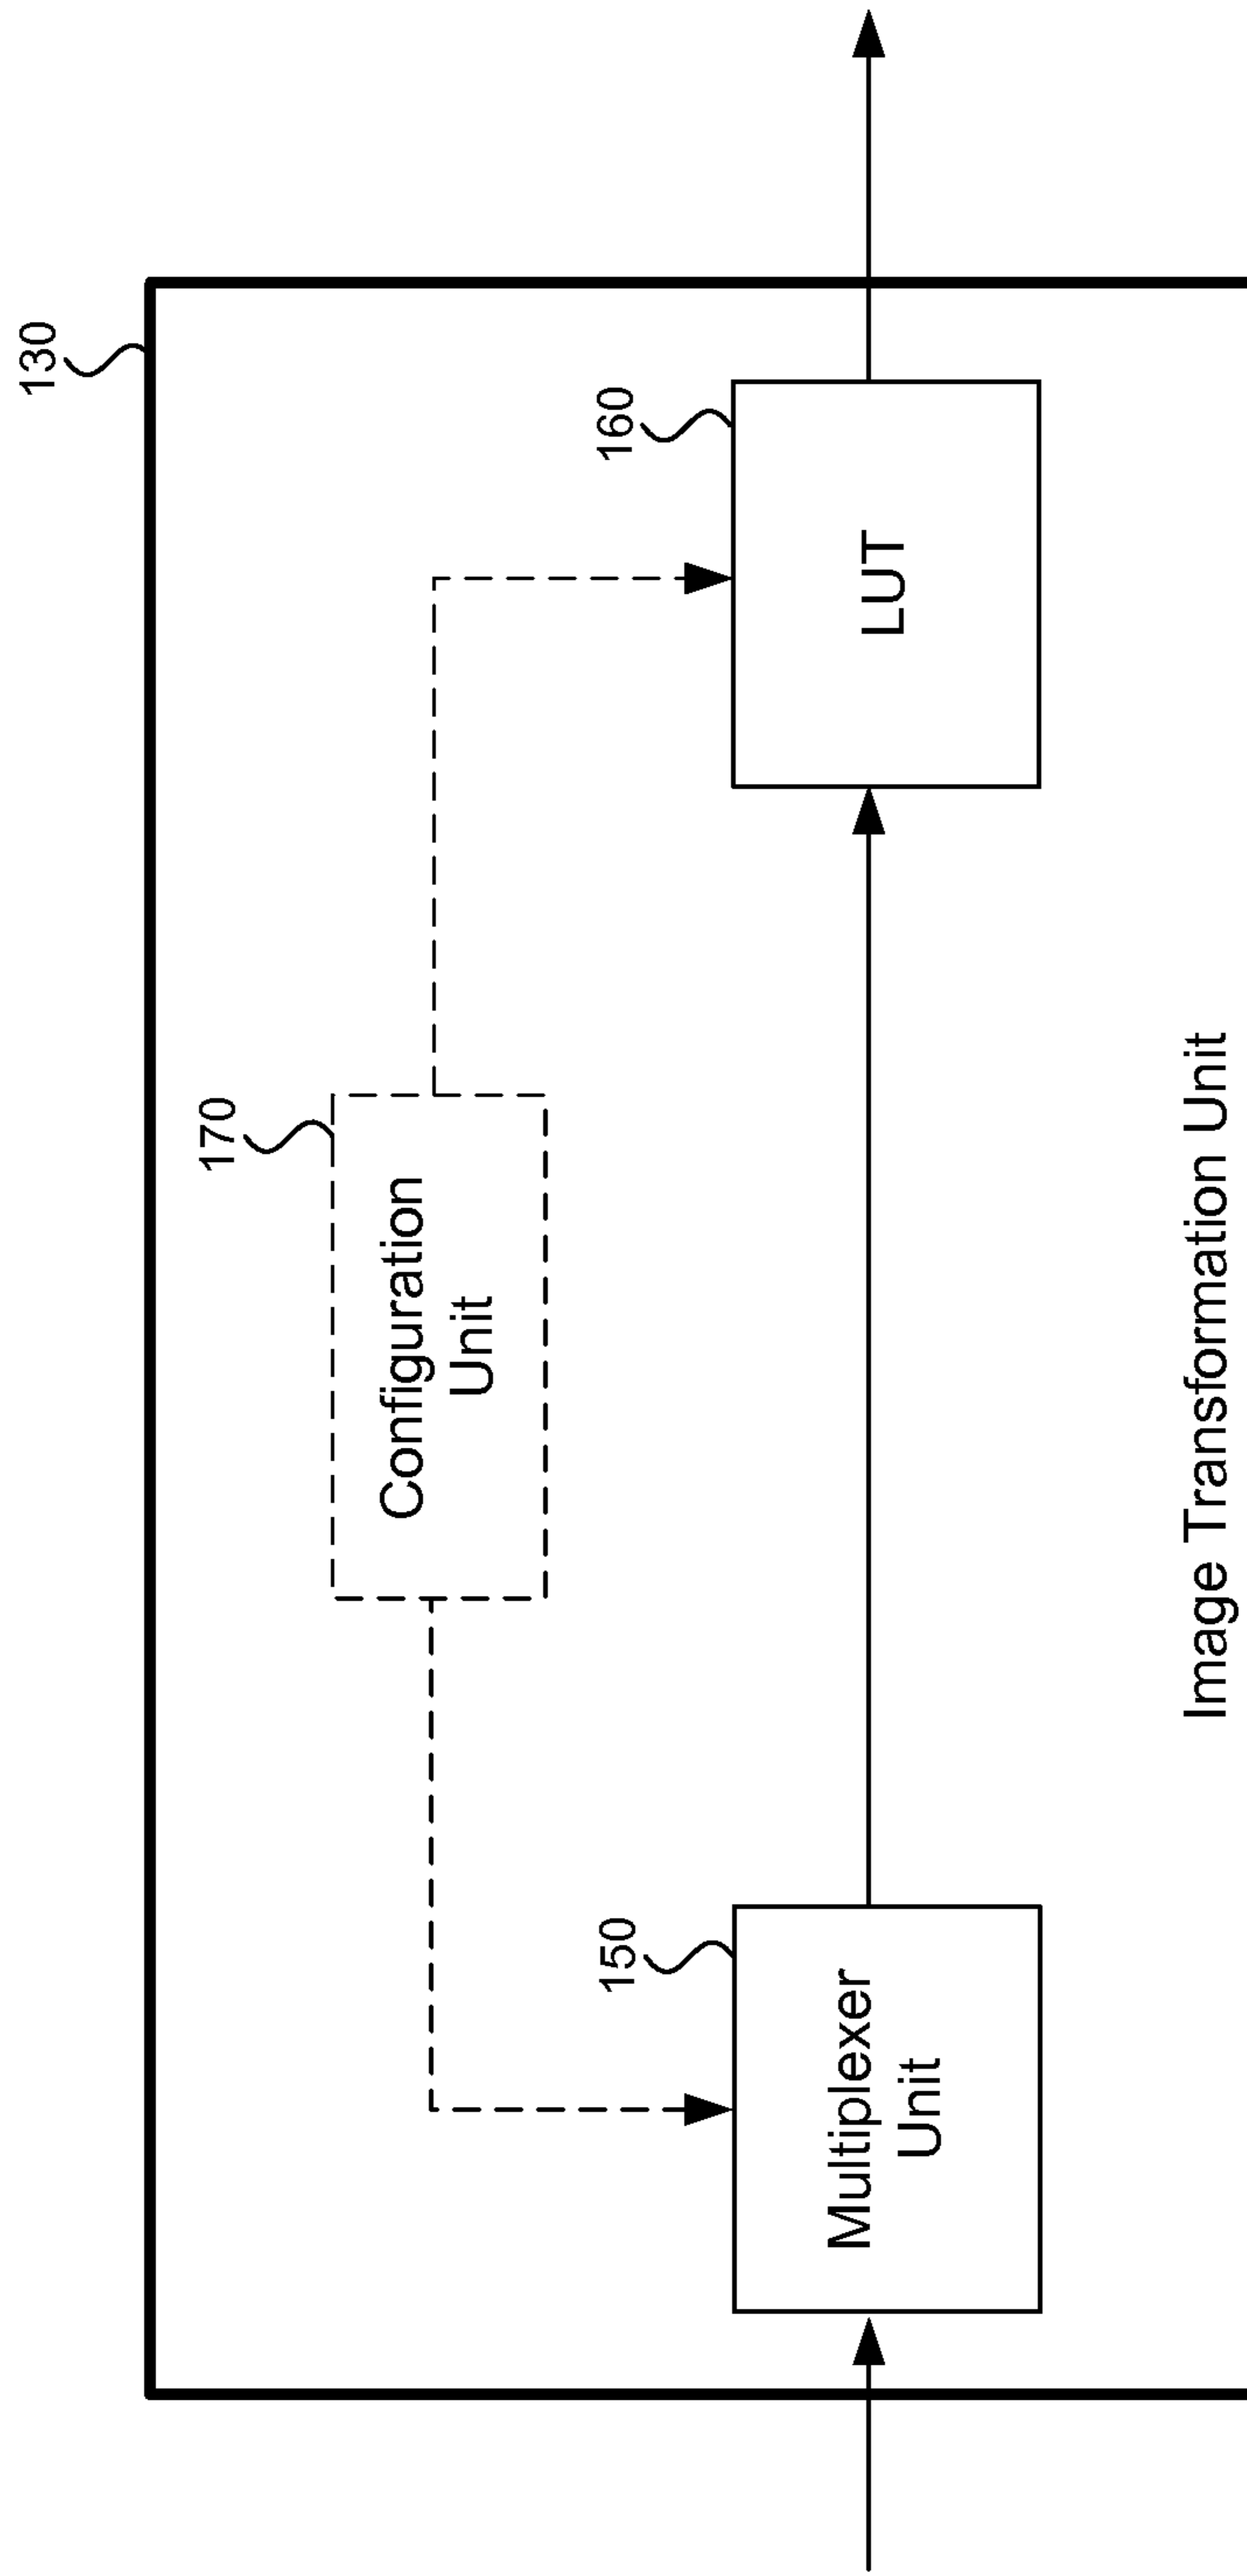 130
170
Configuration
Unit
150
Multiplexer
Unit
160
LUT
Image Transformation Unit